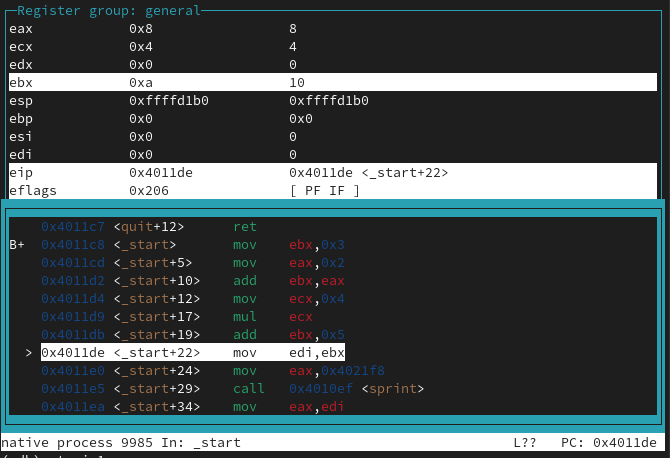 Register group: general
eax 0x8 8
ecx 0x4 4
edx 0x0 0
ebx 0xa 10
esp 0xffffd1b0 0xffffd1b0
ebp 0x0 0x0
esi 0x0 0
edi 0x0 0
eip 0x4011de 0x4011de <_start+22>
eflags 0x206 [ PF IF ]
0x4011c7 <quit+12> ret
B+ 0x4011c8 <_start> mov ebx,0x3
0x4011cd <_start+5> mov eax,0x2
0x4011d2 <_start+10> add ebx,eax
0x4011d4 <_start+12> mov ecx,0x4
0x4011d9 <_start+17> mul ecx
0x4011db <_start+19> add ebx,0x5
> 0x4011de <_start+22> mov edi,ebx
0x4011e0 <_start+24> mov eax,0x4021f8
0x4011e5 <_start+29> call 0x4010ef <sprint>
0x4011ea <_start+34> mov eax,edi
native process 9985 In: _start L?? PC: 0x4011de